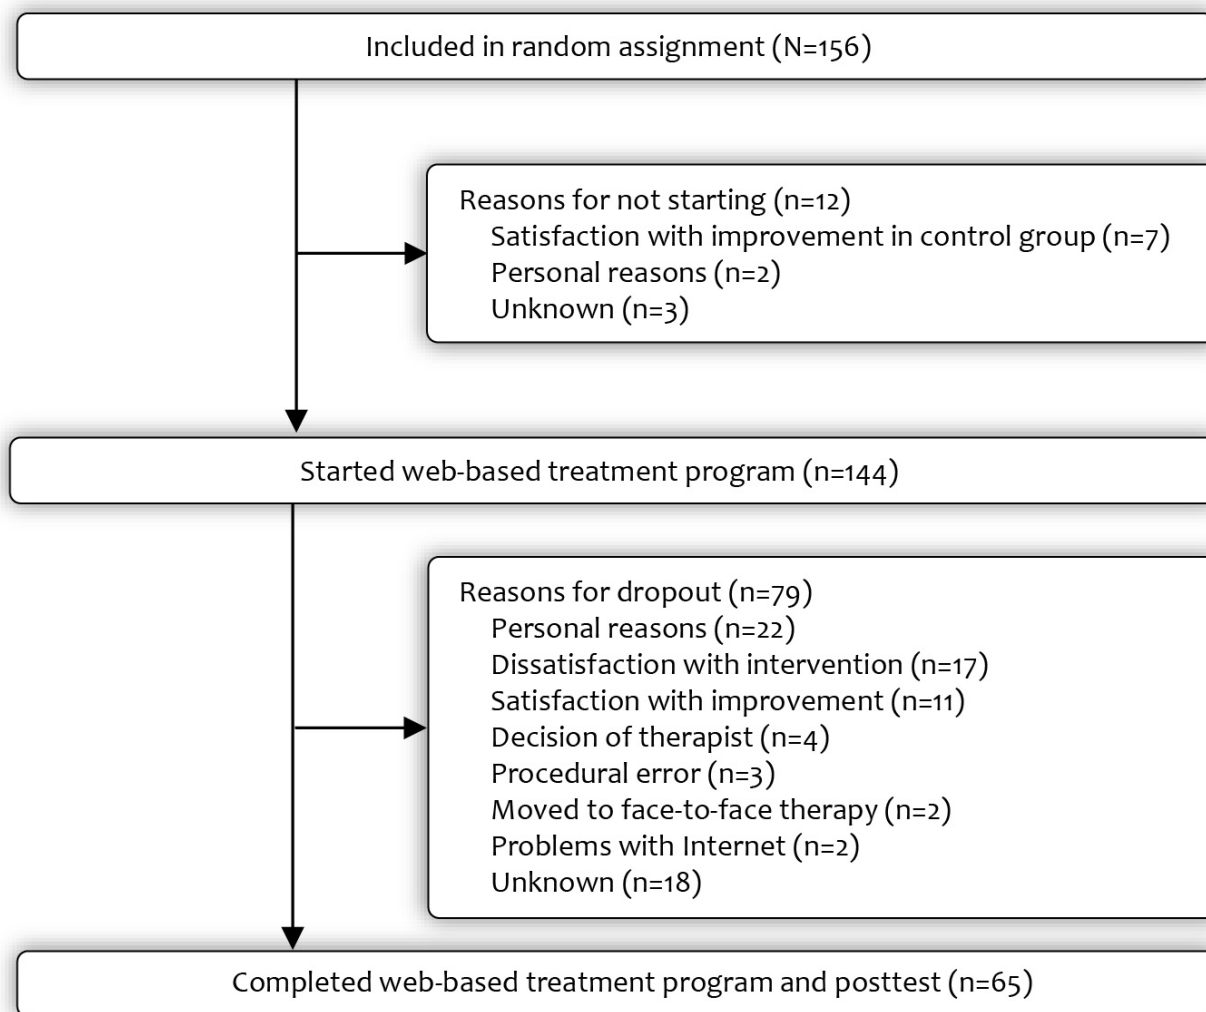 Included in random assignment (N=156)
Reasons for not starting (n=12)
Satisfaction with improvement in control group (n=7)
Personal reasons (n=2)
Unknown (n=3)
Started web-based treatment program (n=144)
Reasons for dropout (n=79)
Personal reasons (n=22)
Dissatisfaction with intervention (n=17)
Satisfaction with improvement (n=11)
Decision of therapist (n=4)
Procedural error (n=3)
Moved to face-to-face therapy (n=2)
Problems with Internet (n=2)
Unknown (n=18)
Completed web-based treatment program and posttest (n=65)